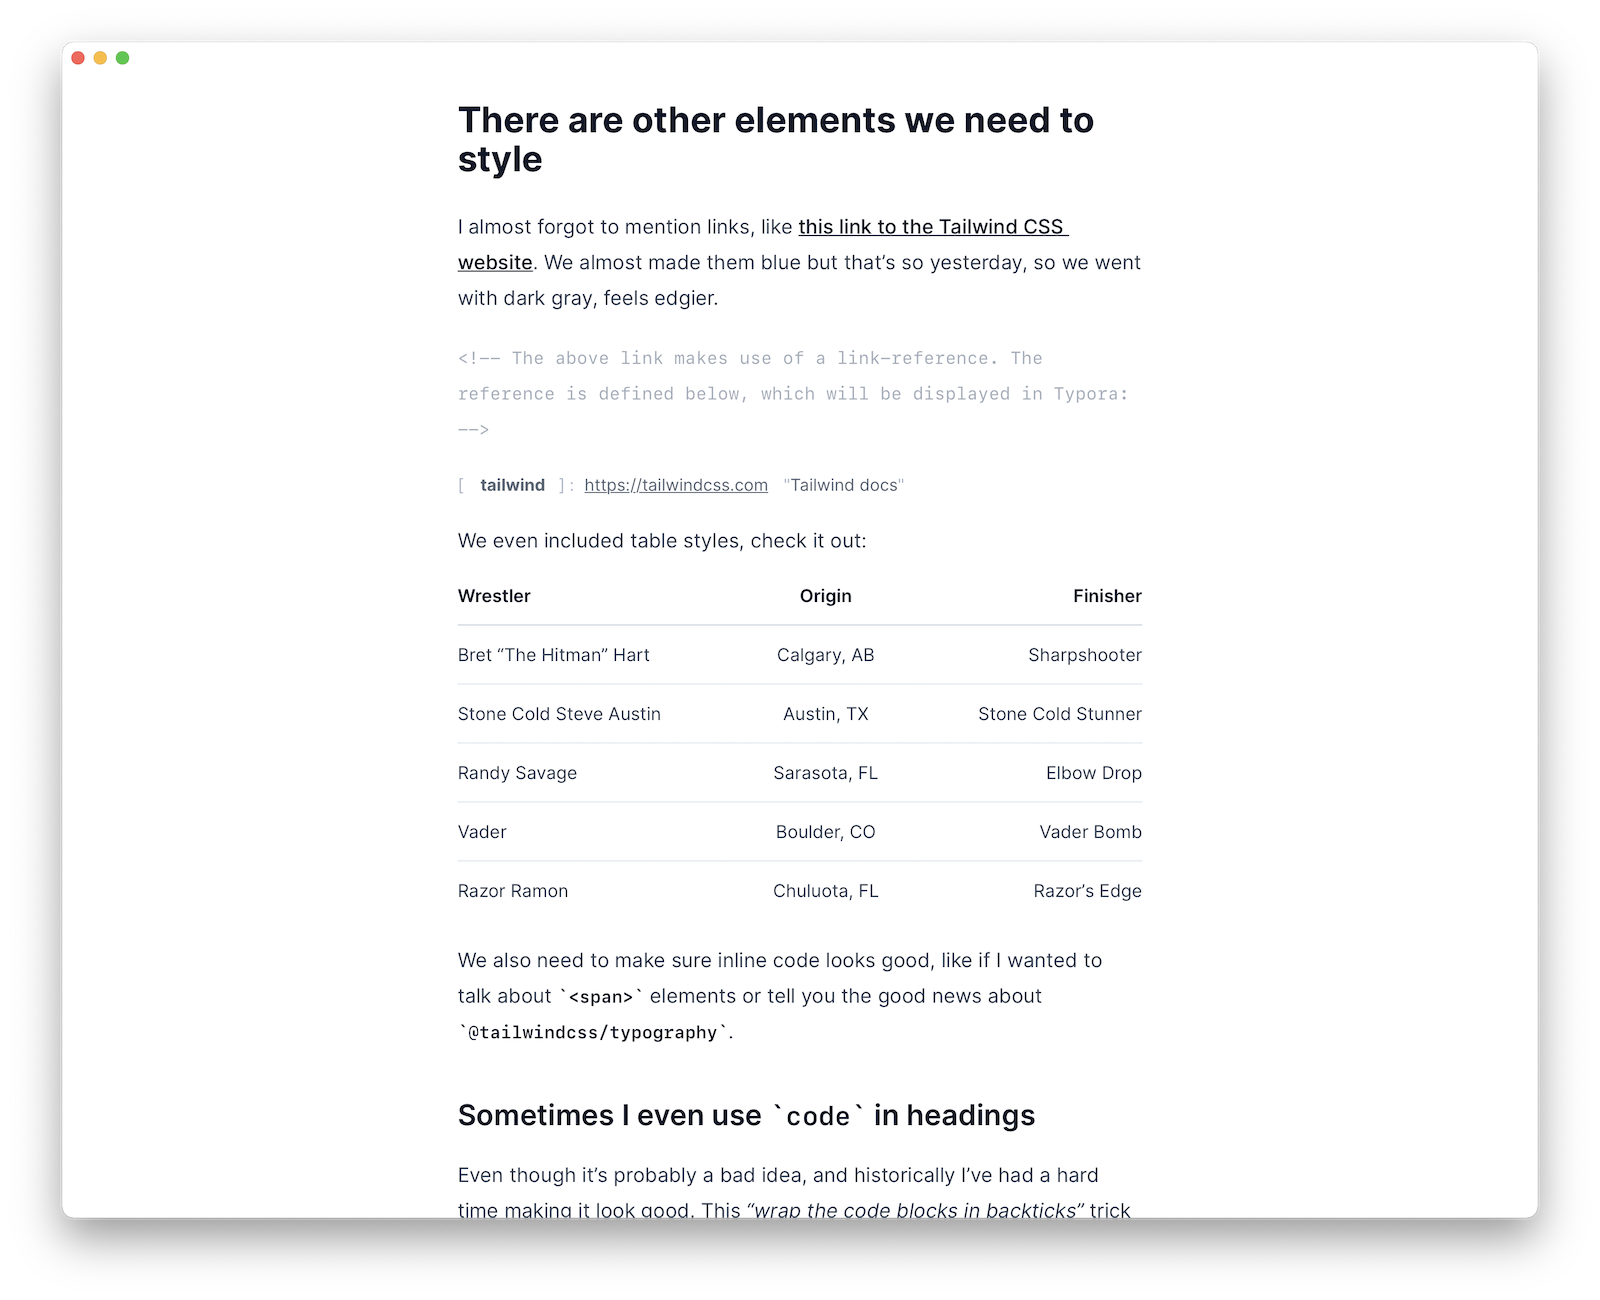 There are other elements we need to
style
I almost forgot to mention links, like this link to the Tailwind CSS
website. We almost made them blue but that’s so yesterday, so we went
with dark gray, feels edgier.
<!-- The above link makes use of a link-reference. The
reference is defined below, which will be displayed in Typora:
-->
[ tailwind ]: https://tailwindcss.com "Tailwind docs"
We even included table styles, check it out:
Wrestler Origin Finisher
Bret “The Hitman” Hart Calgary, AB Sharpshooter
Stone Cold Steve Austin Austin, TX Stone Cold Stunner
Randy Savage Sarasota, FL Elbow Drop
Vader Boulder, CO Vader Bomb
Razor Ramon Chuluota, FL Razor’s Edge
We also need to make sure inline code looks good, like if I wanted to
talk about `<span>` elements or tell you the good news about
`@tailwindcss/typography`.
Sometimes I even use `code` in headings
Even though it’s probably a bad idea, and historically I’ve had a hard
time making it look good. This “wrap the code blocks in backticks” trick